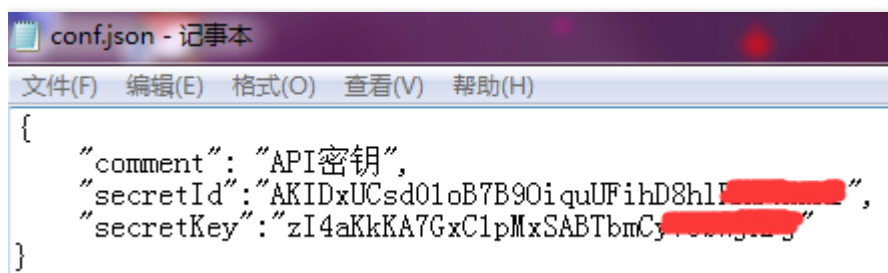 conf.json - 记事本
文件(F) 编辑(E) 格式(O) 查看(V) 帮助(H)
{
"comment": "API密钥",
"secretId":"AKIDxUCsd01oB7B9OiquUFihD8hl",
"secretKey":"zI4aKkKA7GxC1pMxSABTbmCy"
}